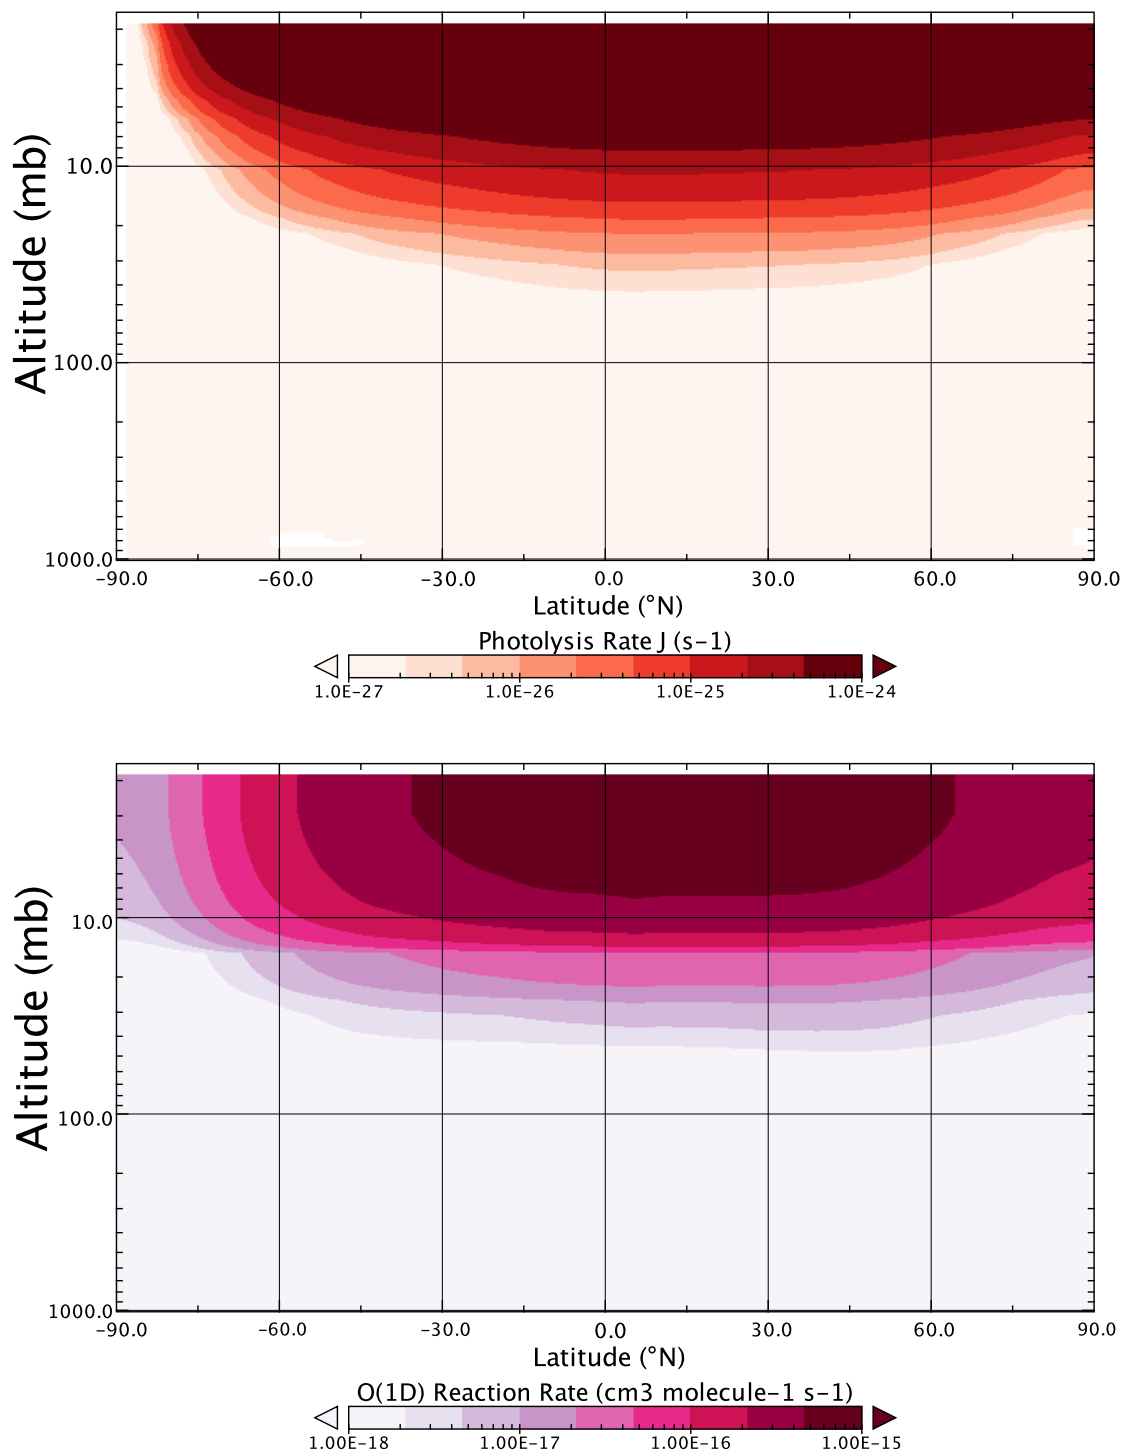 Altitude (mb)
10.0
100.0
1000.0
−90.0 −60.0 −30.0 0.0 30.0 60.0 90.0
Latitude (°N)
Photolysis Rate J (s−1)
1.0E−27 1.0E−26 1.0E−25 1.0E−24
Altitude (mb)
10.0
100.0
1000.0
−90.0 −60.0 −30.0 0.0 30.0 60.0 90.0
Latitude (°N)
O(1D) Reaction Rate (cm3 molecule−1 s−1)
1.00E−18 1.00E−17 1.00E−16 1.00E−15